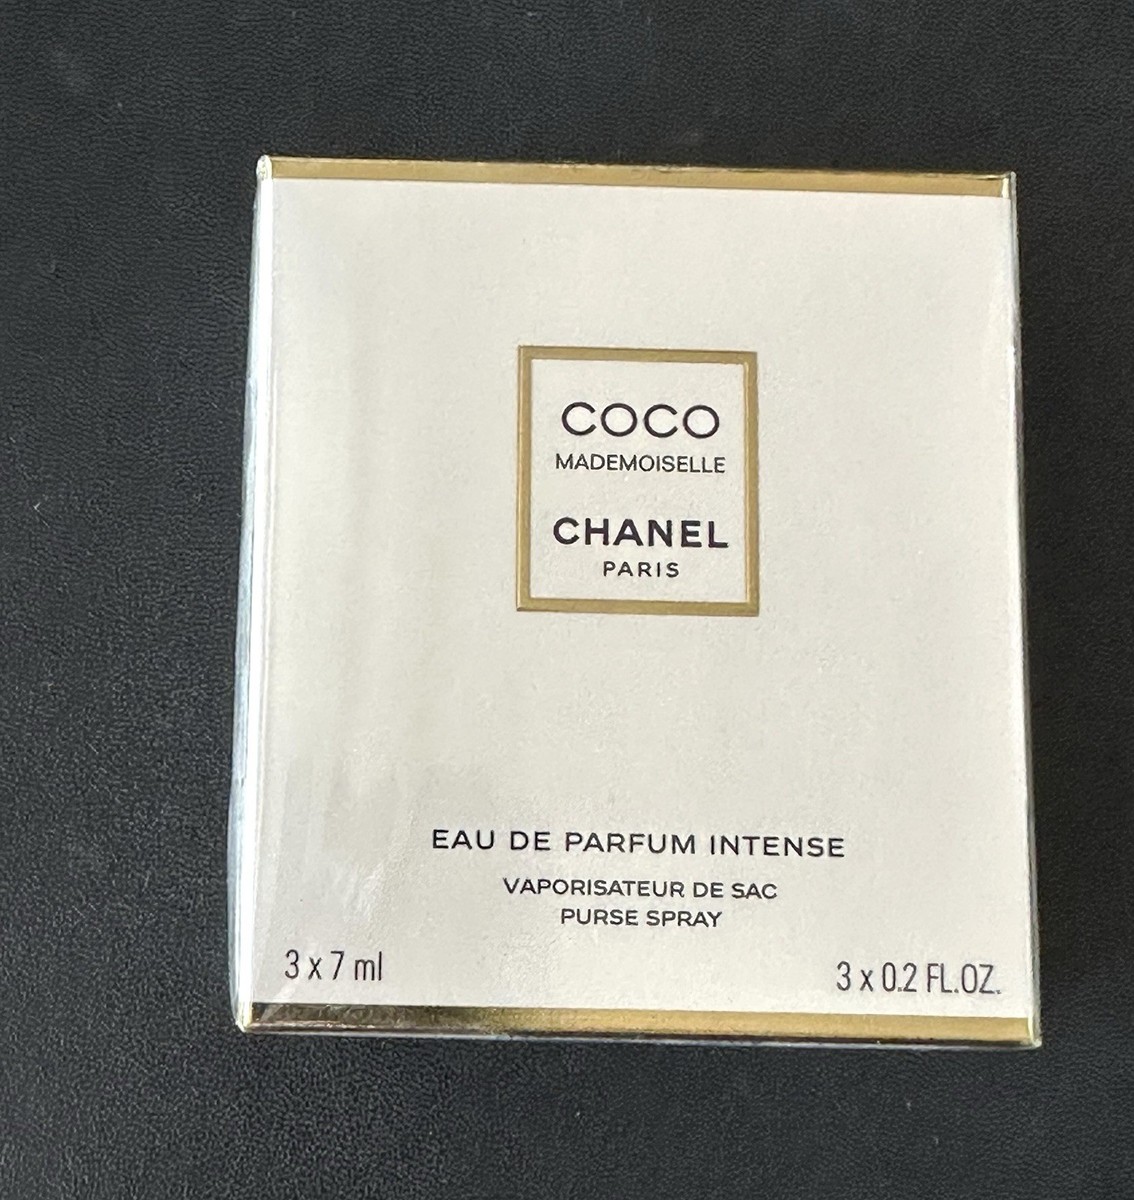 COCO
MADEMOISELLE
CHANEL
PARIS
EAU DE PARFUM INTENSE
VAPORISATEUR DE SAC
PURSE SPRAY
3 x 7 ml
3 x 0.2 FL.OZ.